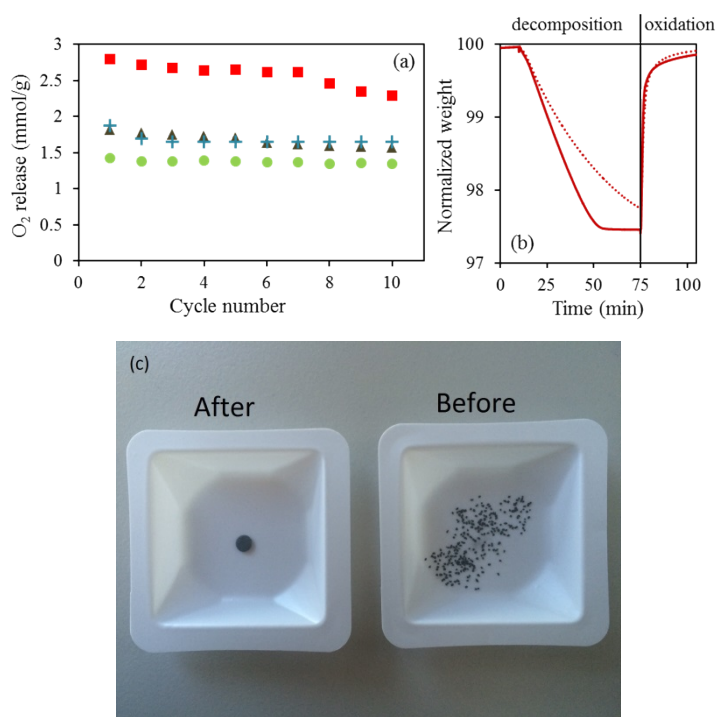 (a)
O₂ release (mmol/g)
3
2.5
2
1.5
1
0.5
0
0
2
4
6
8
10
Cycle number
decomposition
oxidation
Normalized weight
100
99
98
97
(b)
0
25
50
75
100
Time (min)
(c)
After
Before